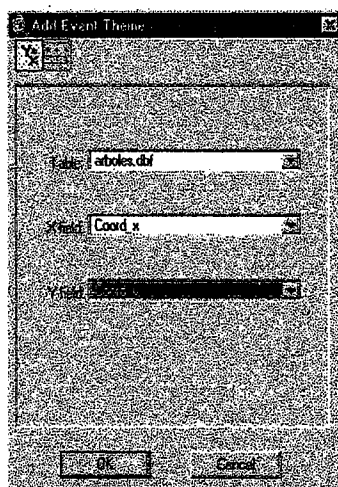 Add Event Theme
Table: arboles.dbf
X field: Coord_x
Y field:
OK
Cancel